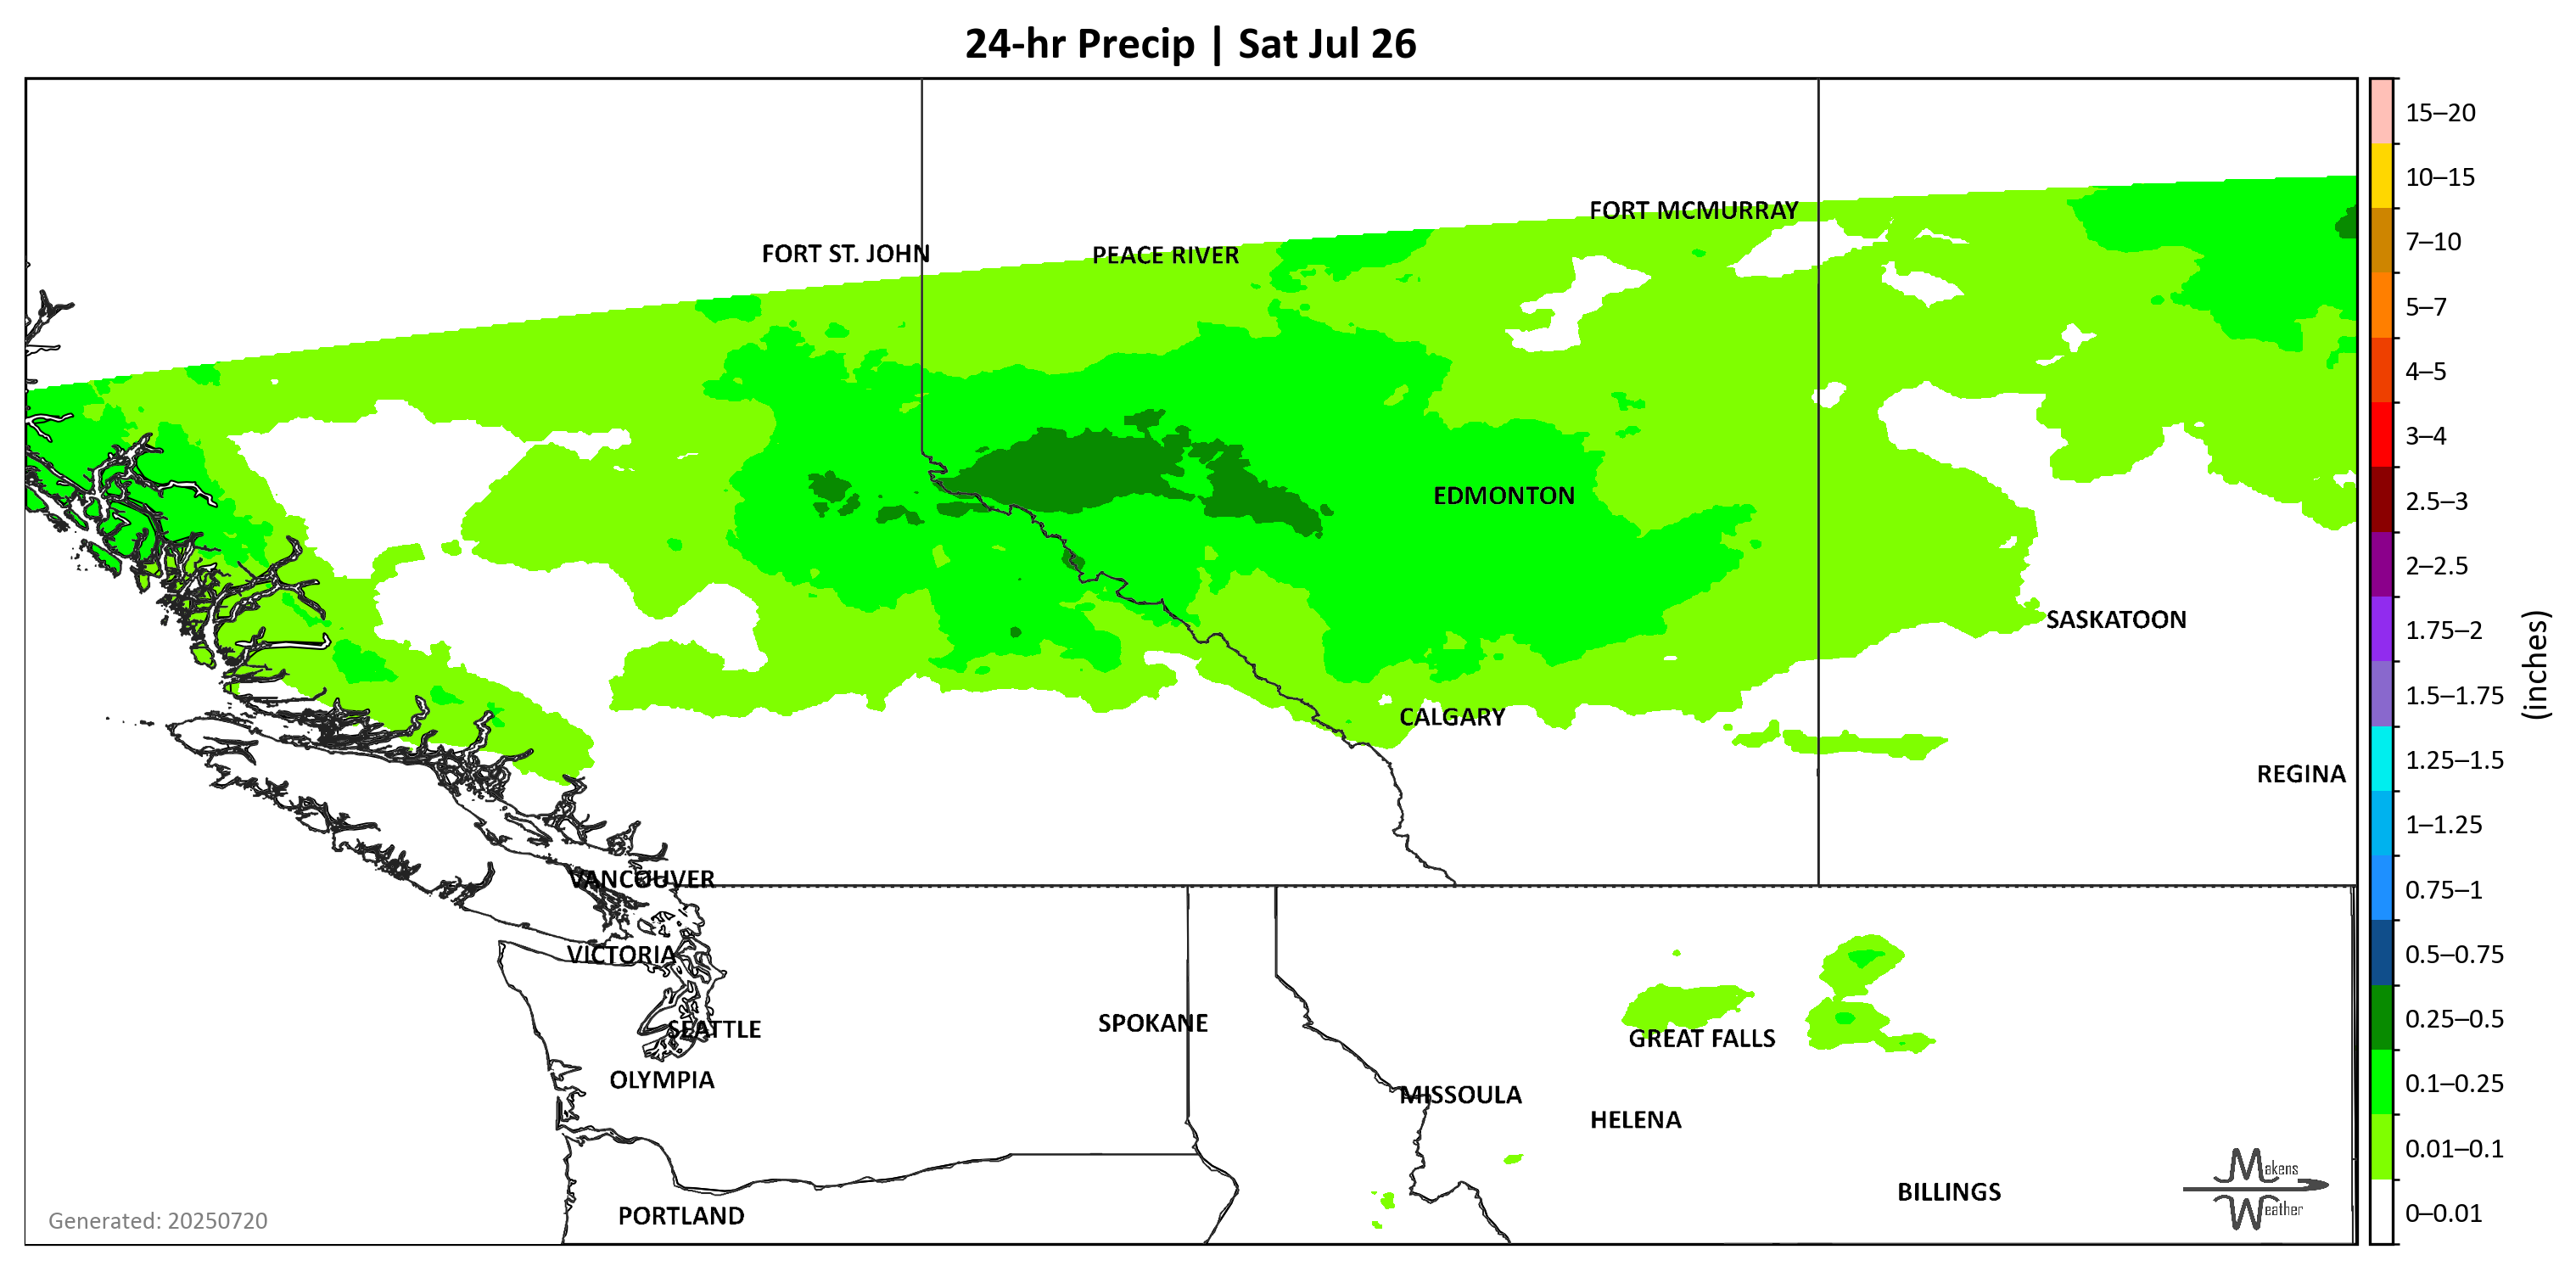 24-hr Precip | Sat Jul 26
15–20
10–15
7–10
5–7
4–5
3–4
2.5–3
2–2.5
1.75–2
1.5–1.75
1.25–1.5
1–1.25
0.75–1
0.5–0.75
0.25–0.5
0.1–0.25
0.01–0.1
0–0.01
(inches)
FORT MCMURRAY
FORT ST. JOHN
PEACE RIVER
EDMONTON
SASKATOON
CALGARY
REGINA
VANCOUVER
VICTORIA
SEATTLE
SPOKANE
GREAT FALLS
OLYMPIA
MISSOULA
HELENA
BILLINGS
PORTLAND
Makens
Weather
Generated: 20250720